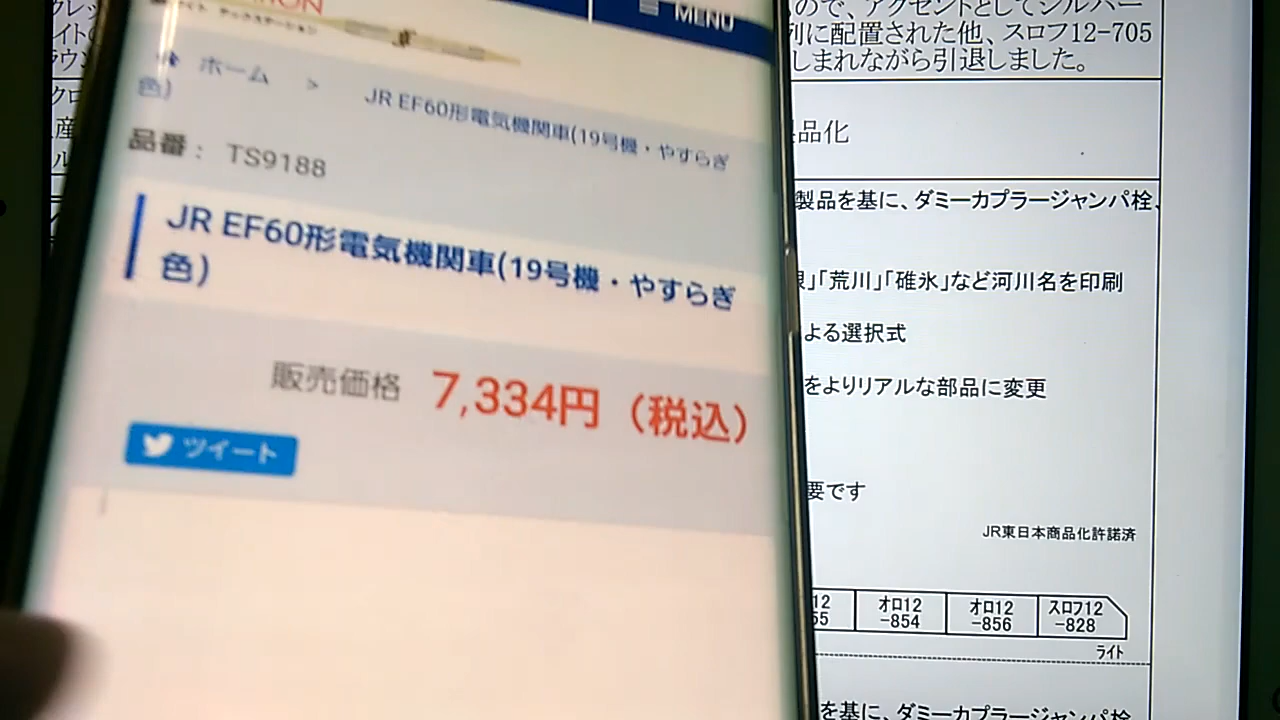 MENU
ホーム > JR EF60形電気機関車(19号機・やすらぎ
色)
品番： TS9188
JR EF60形電気機関車(19号機・やすらぎ
色)
販売価格 7,334円（税込）
ツイート
ので、アクセントとしてシルバー
列に配置された他、スロフ12-705
しまれながら引退しました。
品化
製品を基に、ダミーカプラージャンパ栓、
」「荒川」「碓氷」など河川名を印刷
よる選択式
をよりリアルな部品に変更
要です
JR東日本商品化許諾済
12
55
オロ12
-854
オロ12
-856
スロフ12
-828
ライト
を基に、ダミーカプラージャンパ栓